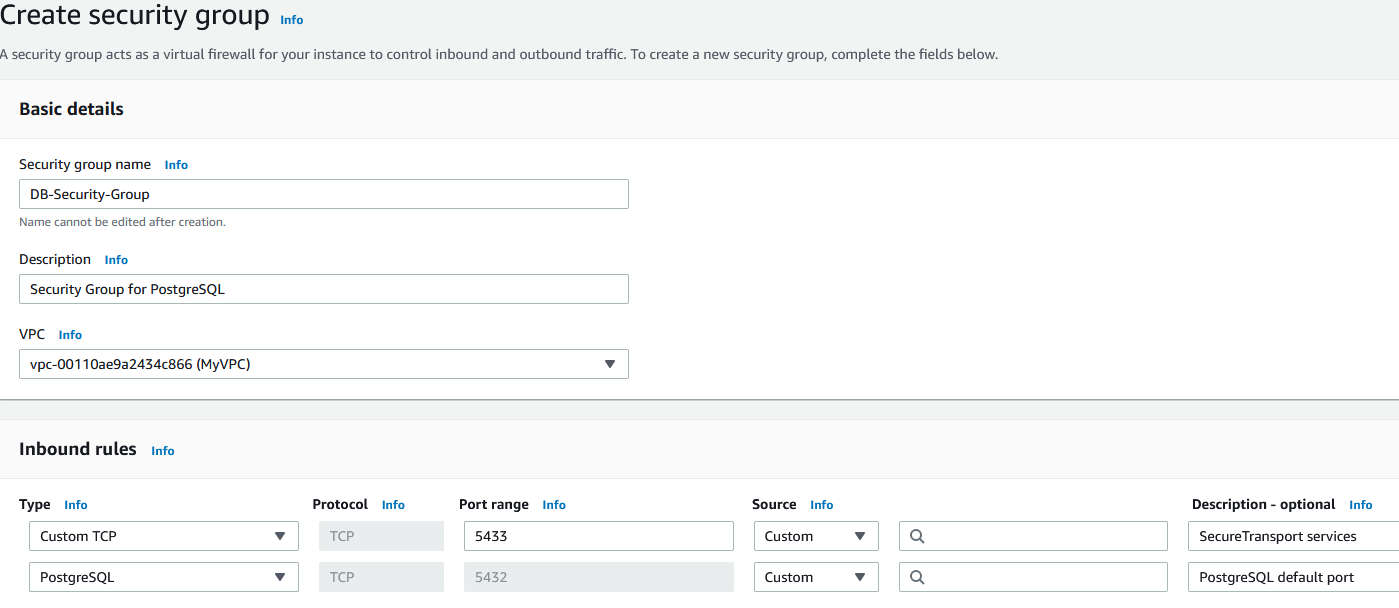 Create security group Info
A security group acts as a virtual firewall for your instance to control inbound and outbound traffic. To create a new security group, complete the fields below.
Basic details
Security group name Info
DB-Security-Group
Name cannot be edited after creation.
Description Info
Security Group for PostgreSQL
VPC Info
vpc-00110ae9a2434c866 (MyVPC)
Inbound rules Info
Type Info Protocol Info Port range Info Source Info Description - optional Info
Custom TCP TCP 5433 Custom SecureTransport services
PostgreSQL TCP 5432 Custom PostgreSQL default port